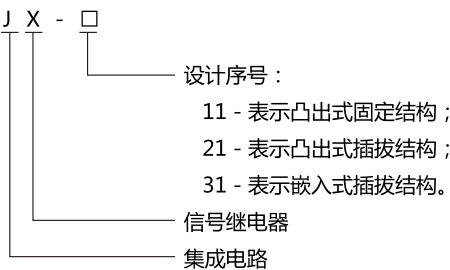 JX-□
设计序号：
11-表示凸出式固定结构；
21-表示凸出式插拔结构；
31-表示嵌入式插拔结构。
信号继电器
集成电路